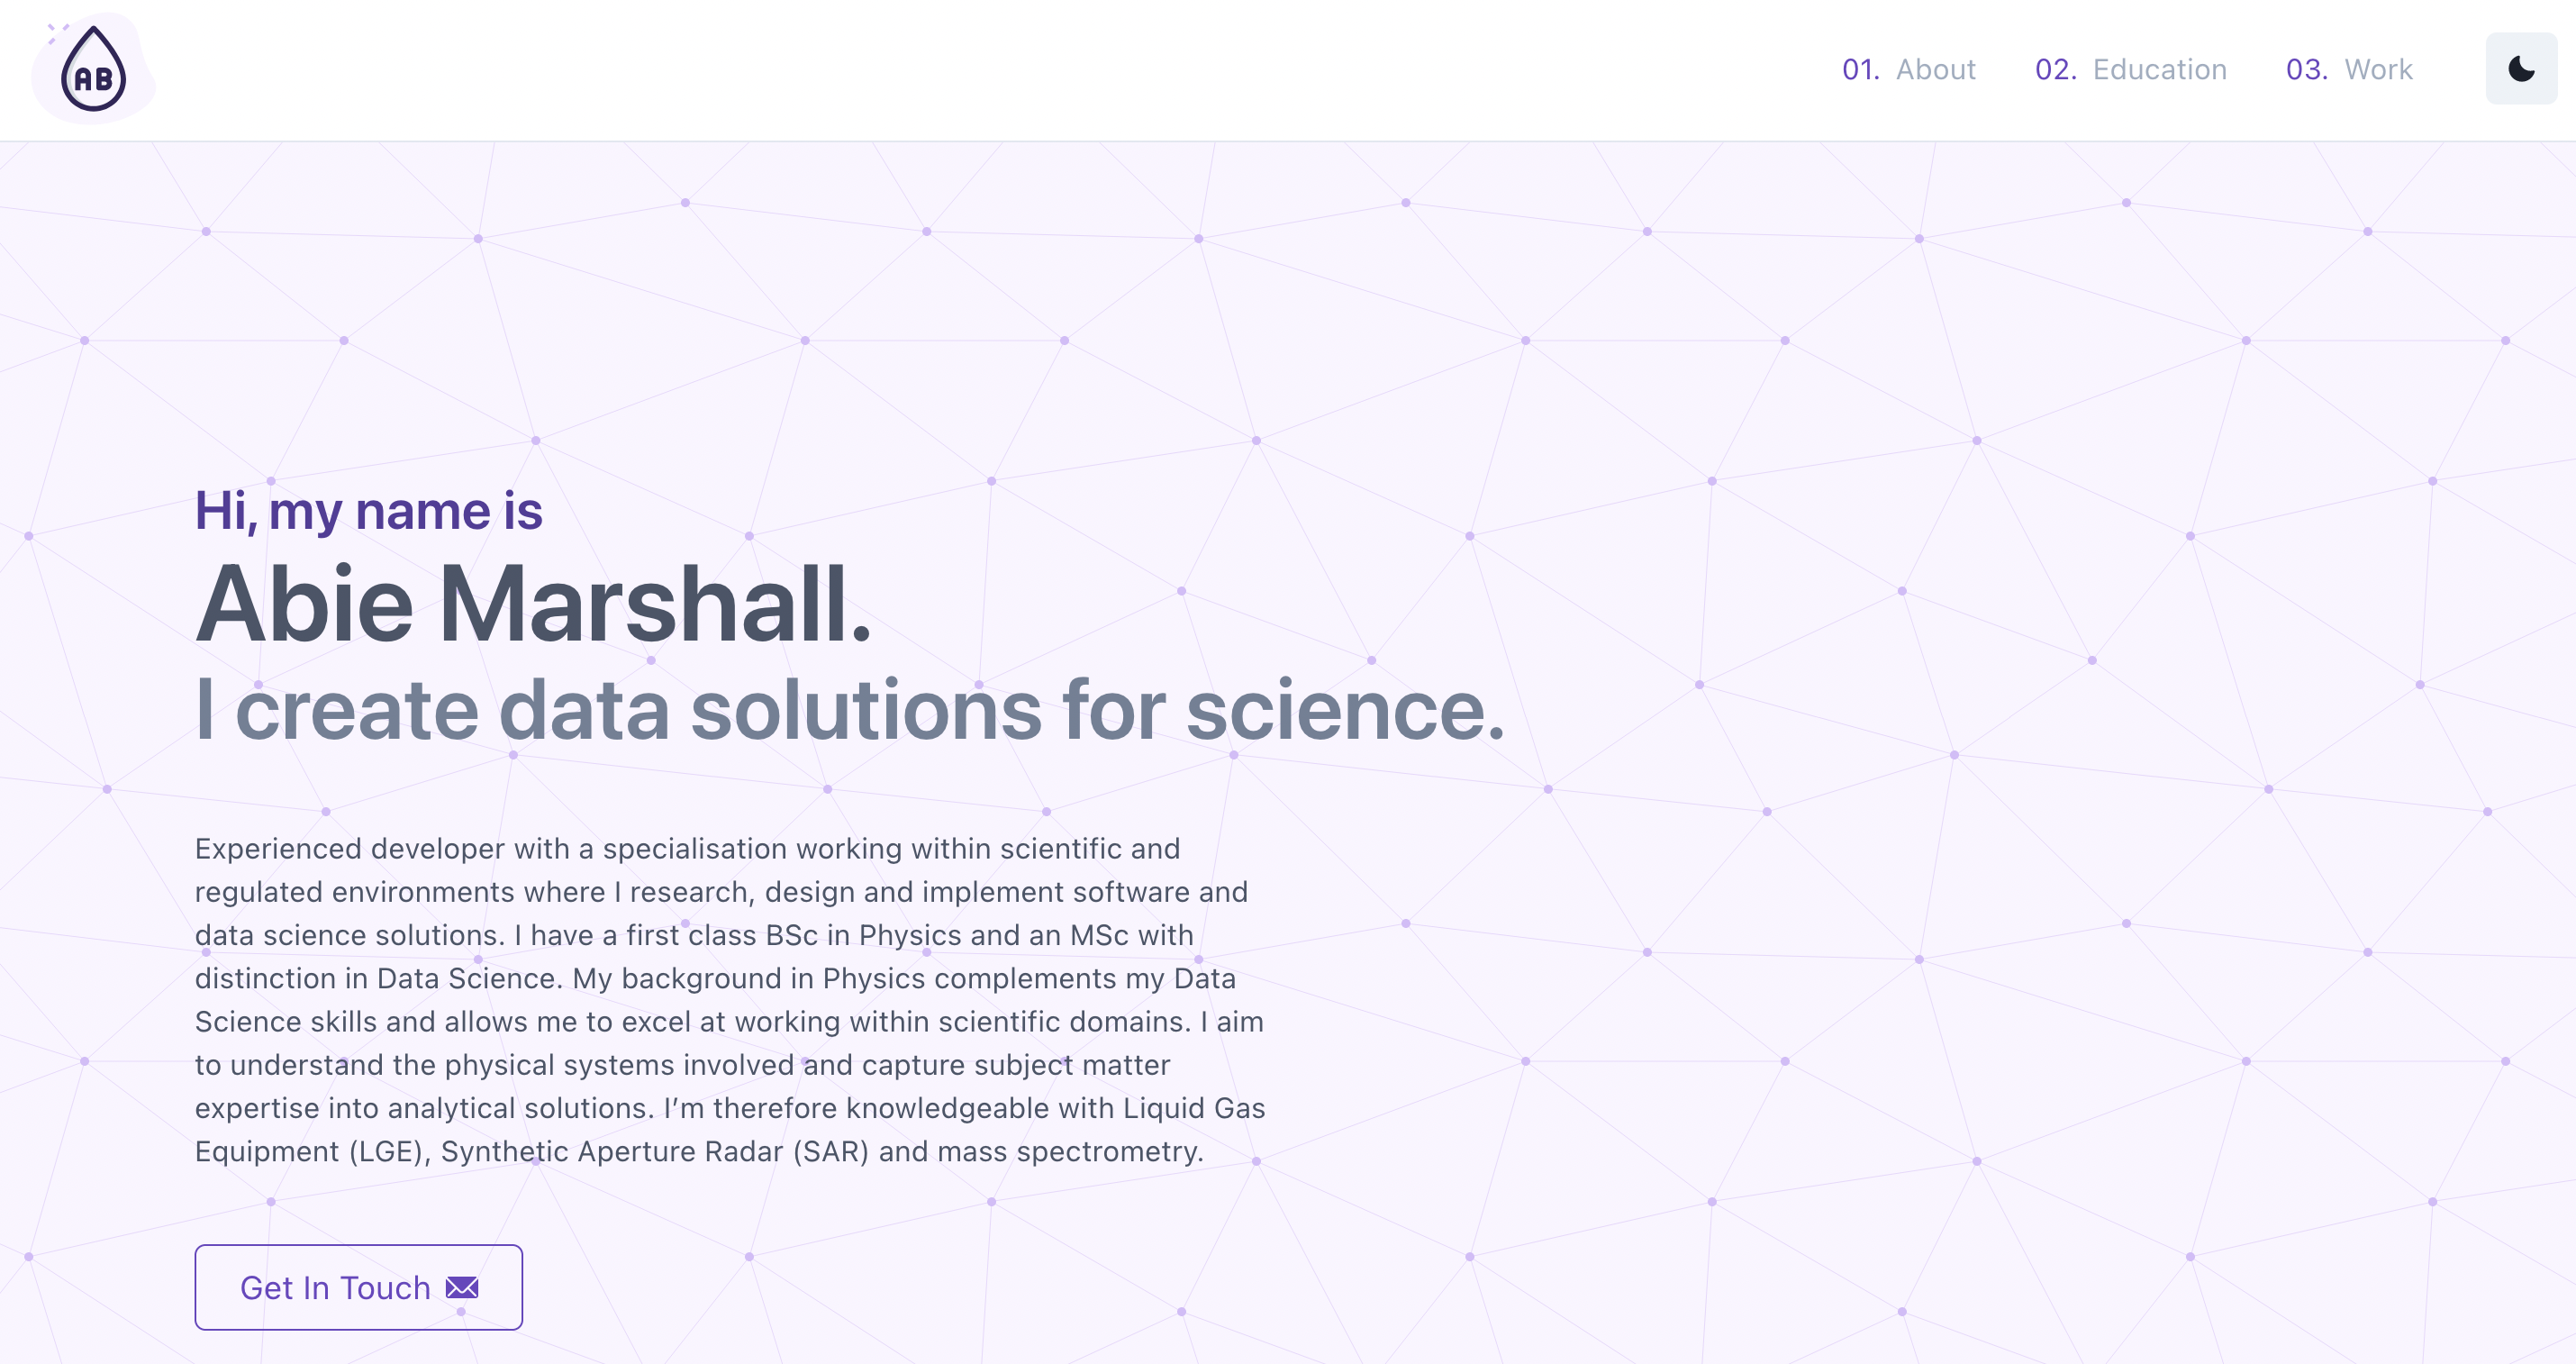 AB
01. About 02. Education 03. Work
Hi, my name is
Abie Marshall.
I create data solutions for science.
Experienced developer with a specialisation working within scientific and
regulated environments where I research, design and implement software and
data science solutions. I have a first class BSc in Physics and an MSc with
distinction in Data Science. My background in Physics complements my Data
Science skills and allows me to excel at working within scientific domains. I aim
to understand the physical systems involved and capture subject matter
expertise into analytical solutions. I’m therefore knowledgeable with Liquid Gas
Equipment (LGE), Synthetic Aperture Radar (SAR) and mass spectrometry.
Get In Touch